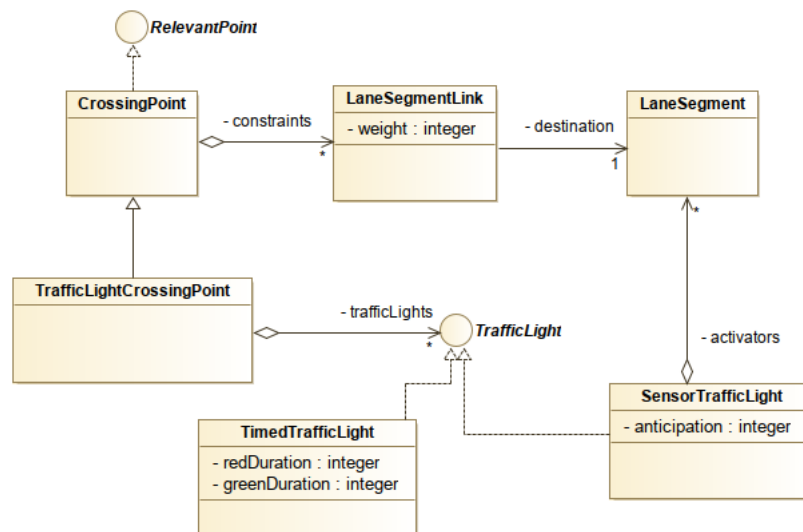 RelevantPoint
CrossingPoint
LaneSegmentLink
LaneSegment
- constraints
- weight : integer
- destination
*
1
*
TrafficLightCrossingPoint
- trafficLights
*
TrafficLight
- activators
SensorTrafficLight
- anticipation : integer
TimedTrafficLight
- redDuration : integer
- greenDuration : integer